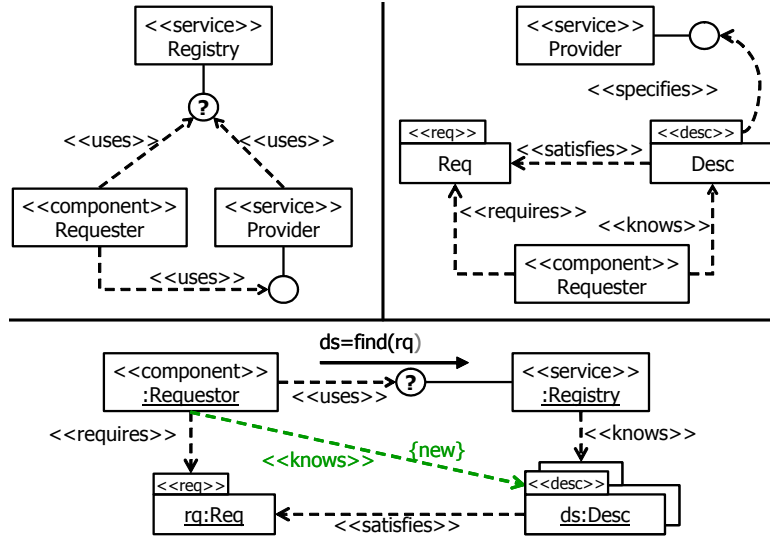 <<service>>
Registry
?
<<uses>>
<<uses>>
<<component>>
Requester
<<service>>
Provider
<<uses>>
<<service>>
Provider
<<specifies>>
<<req>>
Req
<<satisfies>>
<<desc>>
Desc
<<requires>>
<<knows>>
<<component>>
Requester
ds=find(rq)
<<component>>
:Requestor
<<uses>>
?
<<service>>
:Registry
<<requires>>
<<knows>>
{new}
<<knows>>
<<req>>
rq:Req
<<satisfies>>
<<desc>>
ds:Desc